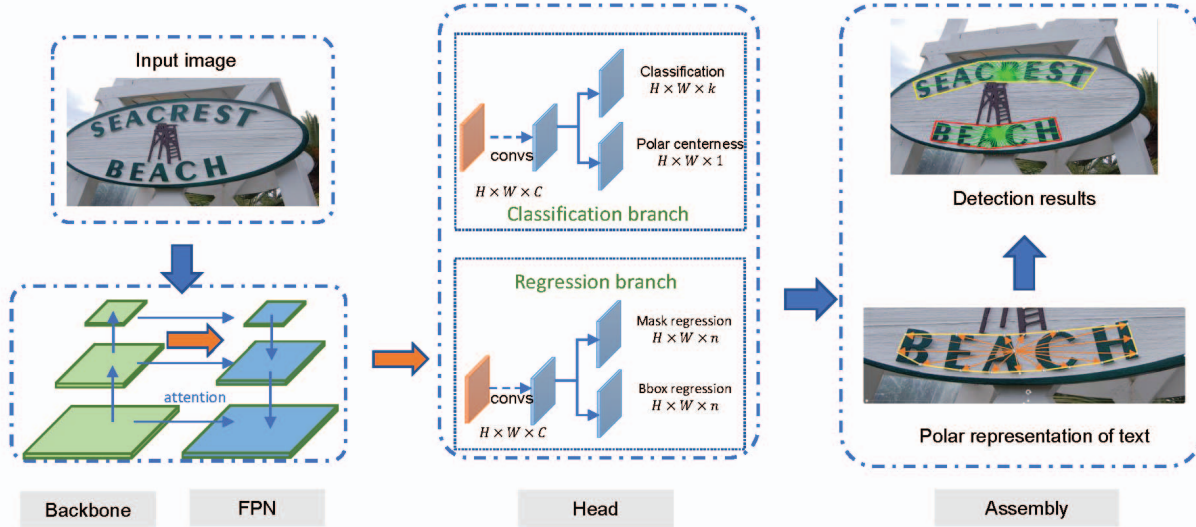 Input image
SEACREST
BEACH
attention
Backbone
FPN
convs
H × W × C
Classification
H × W × k
Polar centerness
H × W × 1
Classification branch
Regression branch
convs
H × W × C
Mask regression
H × W × n
Bbox regression
H × W × n
Head
SEACREST
BEACH
Detection results
BEACH
Polar representation of text
Assembly